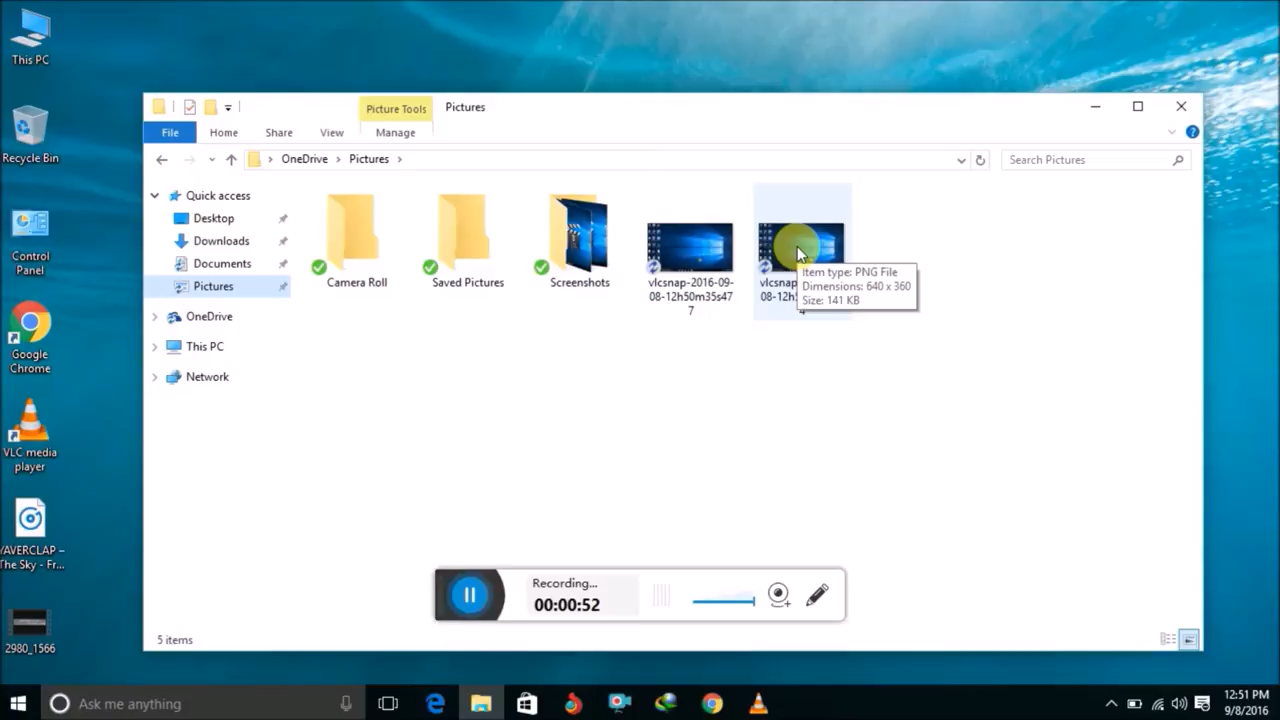 This PC
Recycle Bin
Control
Panel
Google
Chrome
VLC media
player
YAVERCLAP –
The Sky - Fr...
2980_1566
Picture Tools
Pictures
File
Home
Share
View
Manage
OneDrive
Pictures
Search Pictures
Quick access
Desktop
Downloads
Documents
Pictures
OneDrive
This PC
Network
Camera Roll
Saved Pictures
Screenshots
vlcsnap-2016-09-
08-12h50m35s47
7
vlcsnap
08-12h
Item type: PNG File
Dimensions: 640 x 360
Size: 141 KB
Recording...
00:00:52
5 items
Ask me anything
12:51 PM
9/8/2016